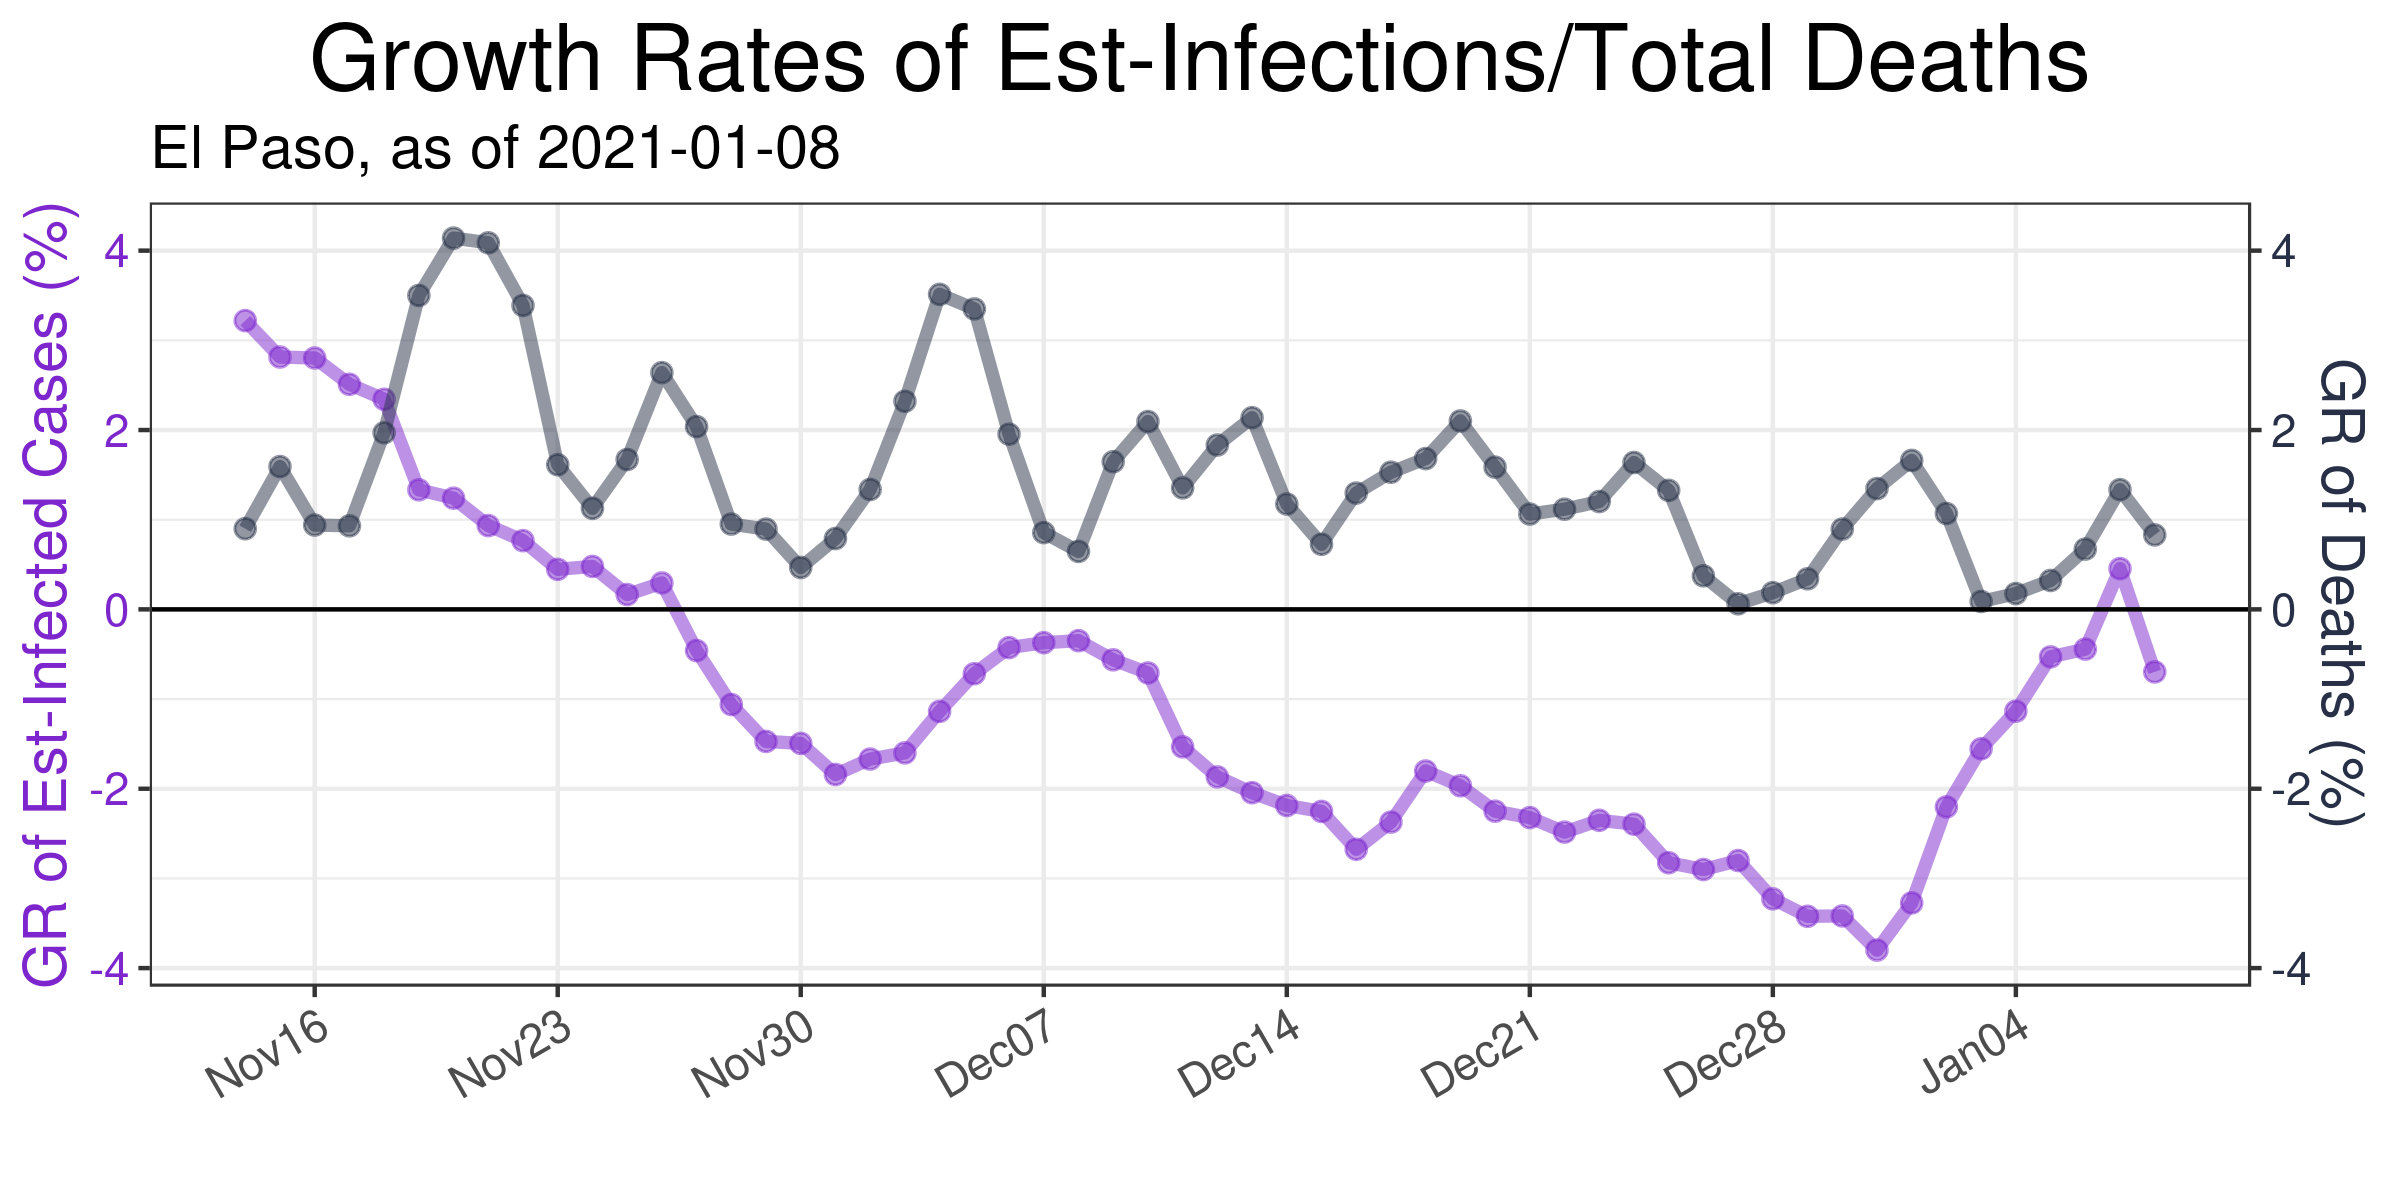 Growth Rates of Est-Infections/Total Deaths
El Paso, as of 2021-01-08
GR of Est-Infected Cases (%)
4
2
0
-2
-4
4
2
0
-2
-4
GR of Deaths (%)
Nov16
Nov23
Nov30
Dec07
Dec14
Dec21
Dec28
Jan04